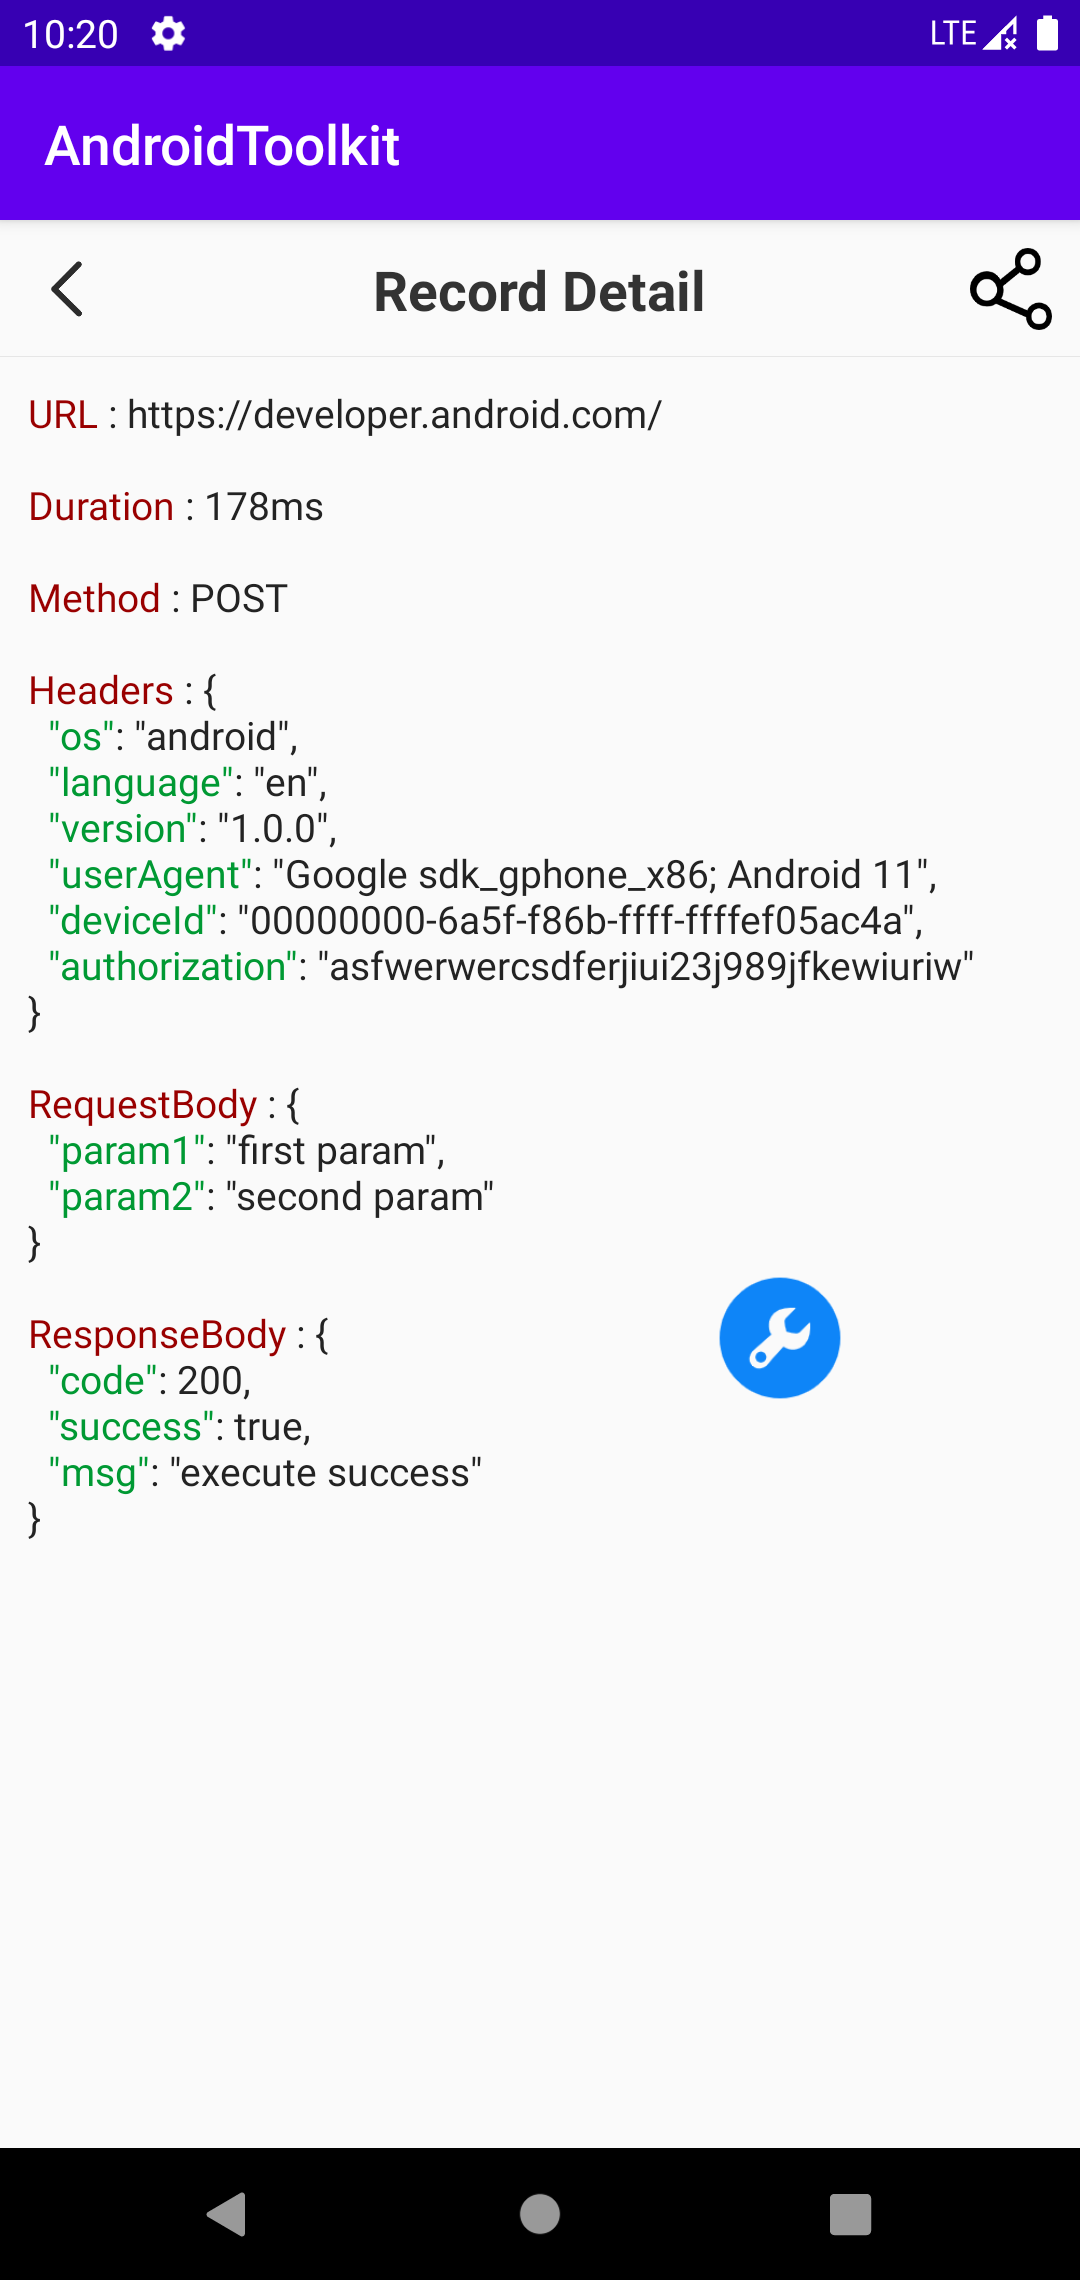 10:20 LTE
AndroidToolkit
Record Detail
URL : https://developer.android.com/
Duration : 178ms
Method : POST
Headers : {
"os": "android",
"language": "en",
"version": "1.0.0",
"userAgent": "Google sdk_gphone_x86; Android 11",
"deviceId": "00000000-6a5f-f86b-ffff-ffffef05ac4a",
"authorization": "asfwerwercsdferjiui23j989jfkewiuriw"
}
RequestBody : {
"param1": "first param",
"param2": "second param"
}
ResponseBody : {
"code": 200,
"success": true,
"msg": "execute success"
}